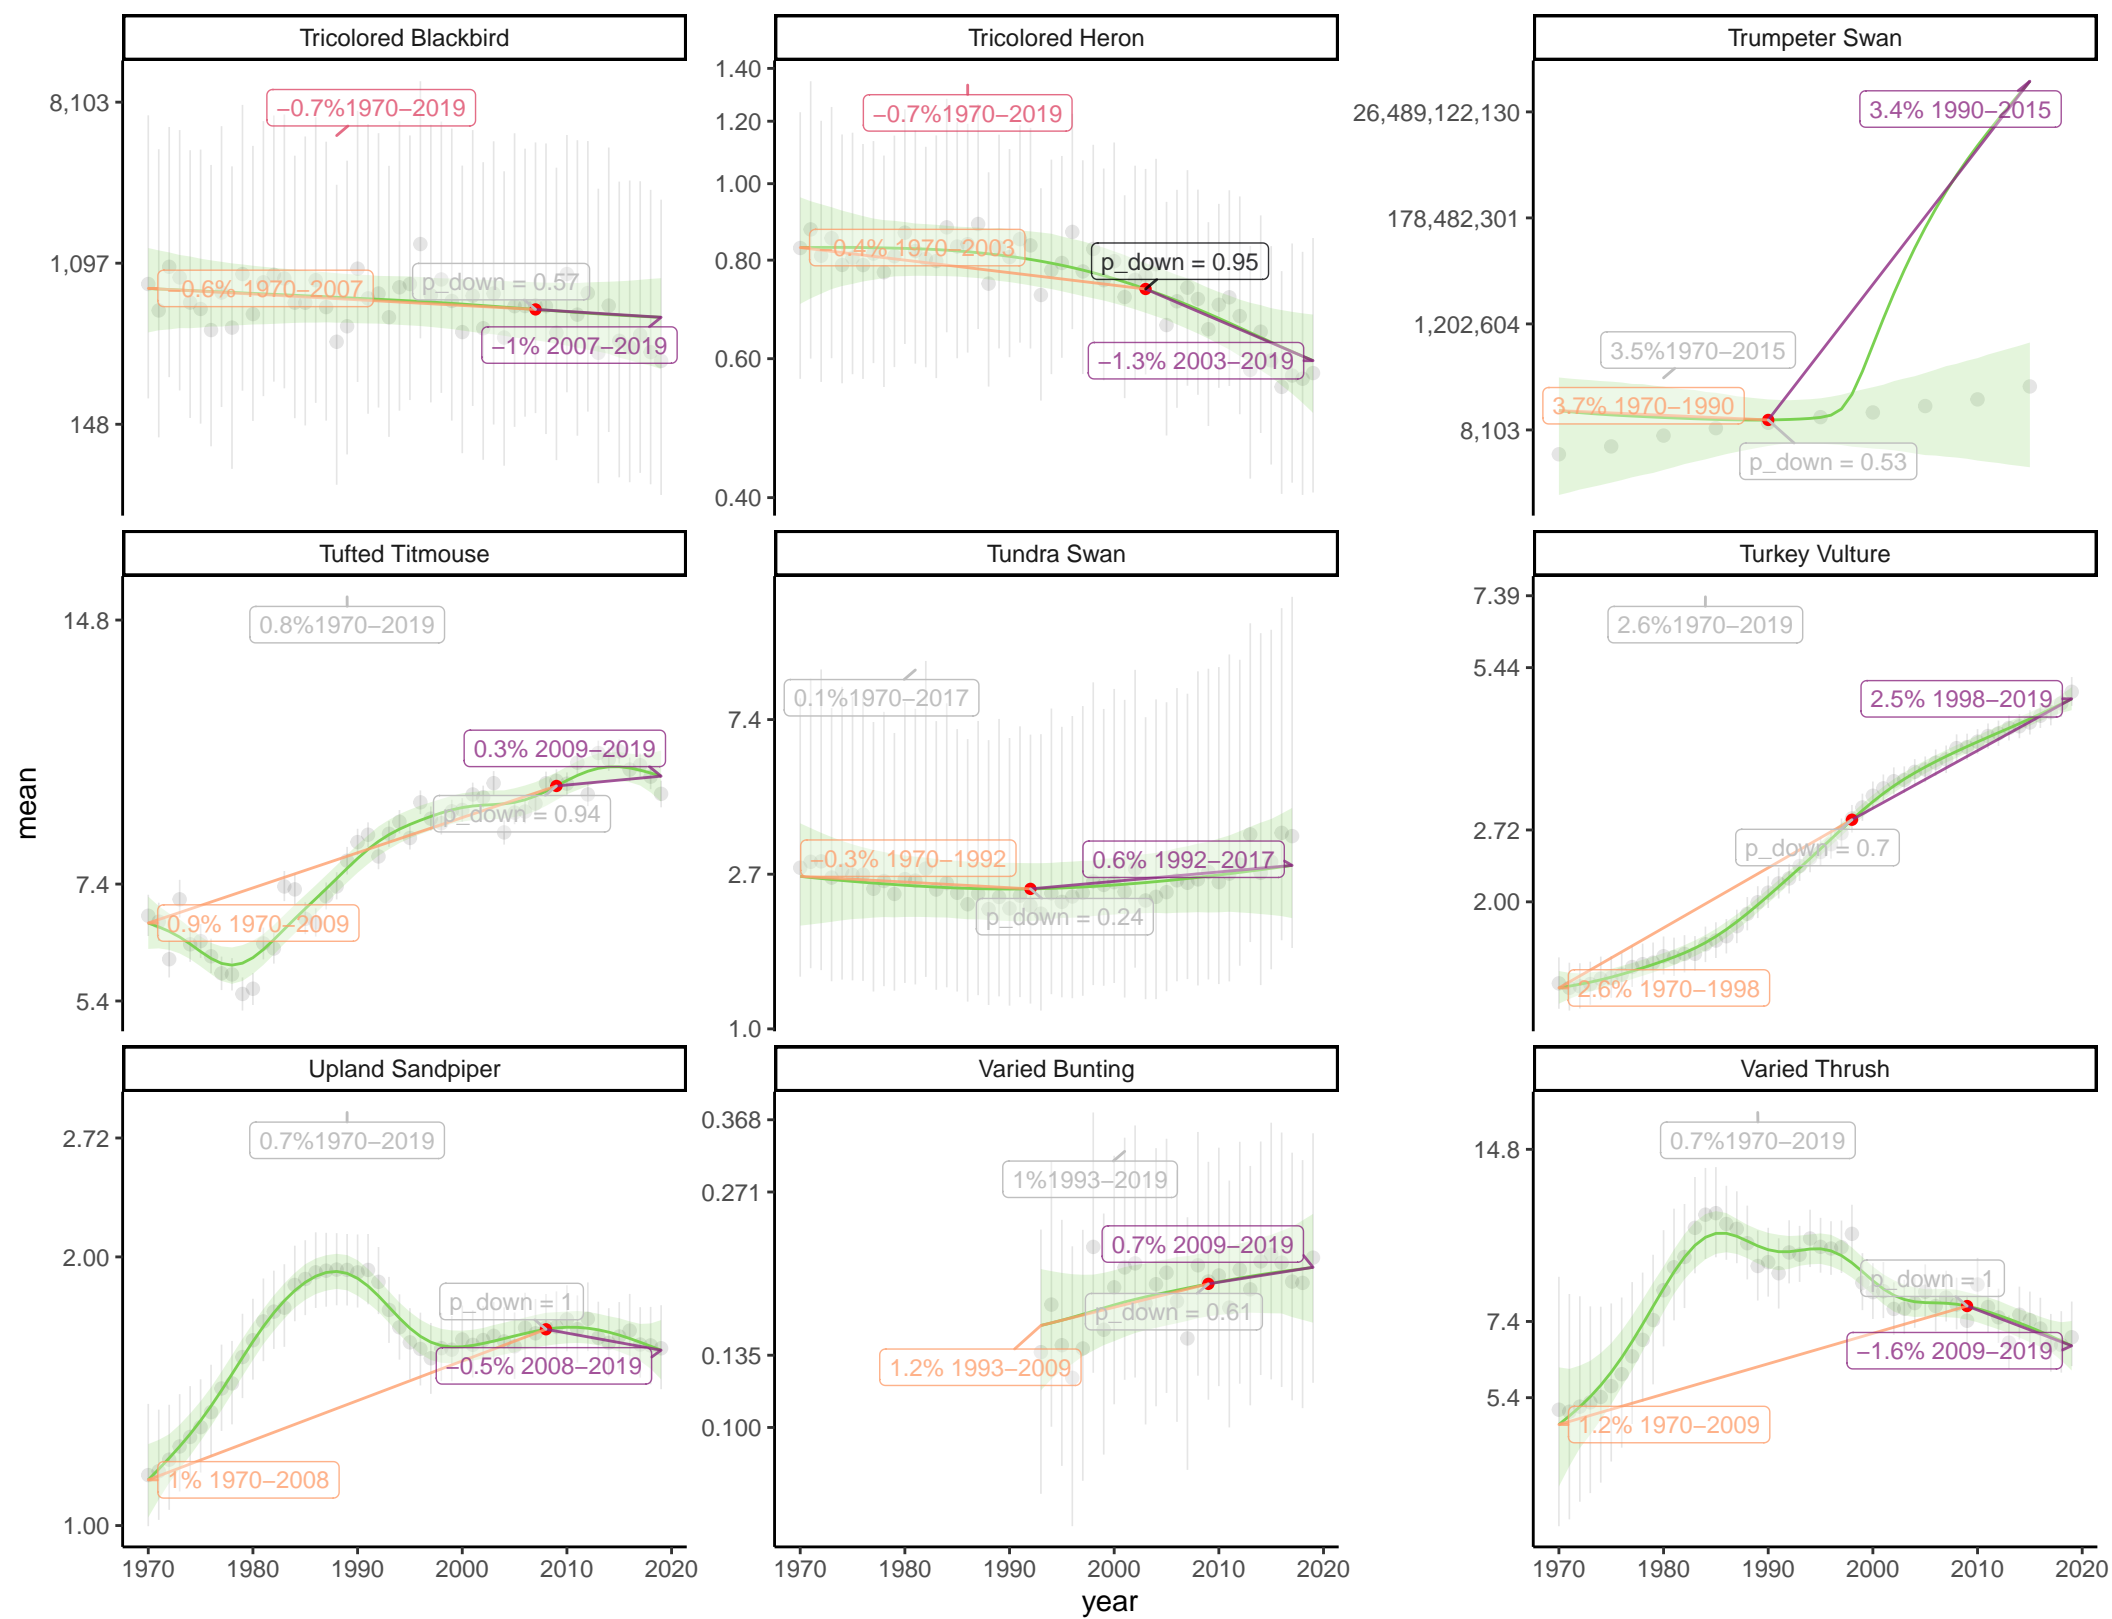 Tricolored Blackbird
8,103
1,097
148
−0.7%1970−2019
−0.6% 1970−2007
p_down = 0.57
−1% 2007−2019
Tricolored Heron
1.40
1.20
1.00
0.80
0.60
0.40
−0.7%1970−2019
−0.4% 1970−2003
p_down = 0.95
−1.3% 2003−2019
Trumpeter Swan
26,489,122,130
178,482,301
1,202,604
8,103
3.4% 1990−2015
3.5%1970−2015
3.7% 1970−1990
p_down = 0.53
mean
Tufted Titmouse
14.8
7.4
5.4
0.8%1970−2019
0.3% 2009−2019
p_down = 0.94
0.9% 1970−2009
Tundra Swan
7.4
2.7
1.0
0.1%1970−2017
−0.3% 1970−1992
0.6% 1992−2017
p_down = 0.24
Turkey Vulture
7.39
5.44
2.72
2.00
2.6%1970−2019
2.5% 1998−2019
p_down = 0.7
2.6% 1970−1998
Upland Sandpiper
2.72
2.00
1.00
0.7%1970−2019
p_down = 1
−0.5% 2008−2019
1% 1970−2008
1970 1980 1990 2000 2010 2020
Varied Bunting
0.368
0.271
0.135
0.100
1%1993−2019
0.7% 2009−2019
p_down = 0.61
1.2% 1993−2009
1970 1980 1990 2000 2010 2020
Varied Thrush
14.8
7.4
5.4
0.7%1970−2019
p_down = 1
−1.6% 2009−2019
1.2% 1970−2009
1970 1980 1990 2000 2010 2020
year